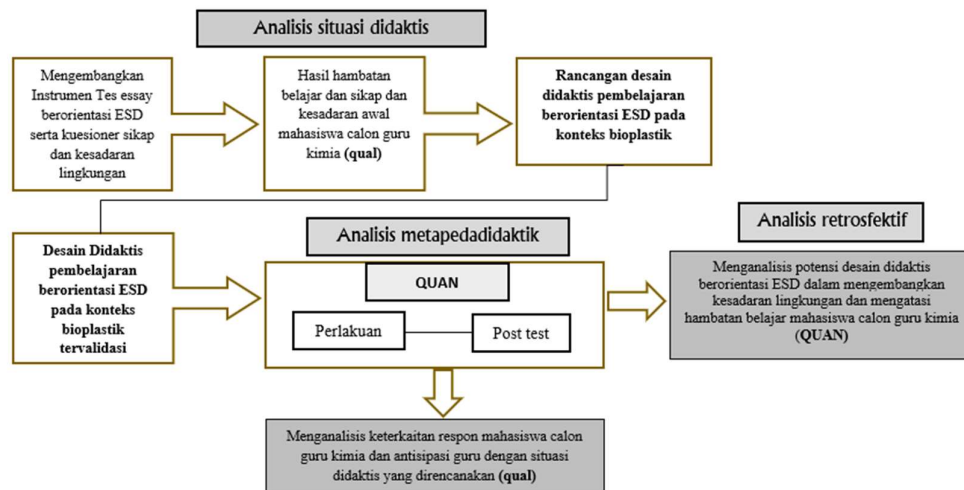 Analisis situasi didaktis
Mengembangkan
Instrumen Tes essay
berorientasi ESD
serta kuesioner sikap
dan kesadaran
lingkungan
Hasil hambatan
belajar dan sikap dan
kesadaran awal
mahasiswa calon guru
kimia (qual)
Rancangan desain
didaktis pembelajaran
berorientasi ESD pada
konteks bioplastik
Desain Didaktis
pembelajaran
berorientasi ESD
pada konteks
bioplastik
tervalidasi
Analisis metapedadidaktik
QUAN
Perlakuan
Post test
Analisis retrosfektif
Menganalisis potensi desain didaktis
berorientasi ESD dalam mengembangkan
kesadaran lingkungan dan mengatasi
hambatan belajar mahasiswa calon guru kimia
(QUAN)
Menganalisis keterkaitan respon mahasiswa calon
guru kimia dan antisipasi guru dengan situasi
didaktis yang direncanakan (qual)